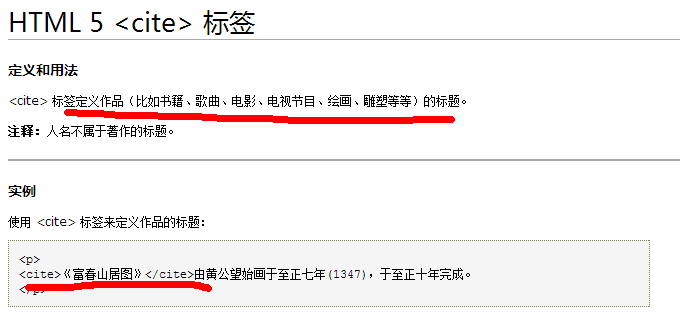 HTML 5 <cite> 标签
定义和用法
<cite> 标签定义作品（比如书籍、歌曲、电影、电视节目、绘画、雕塑等等）的标题。
注释：人名不属于著作的标题。
实例
使用 <cite> 标签来定义作品的标题：
<p>
<cite>《富春山居图》</cite>由黄公望始画于至正七年(1347)，于至正十年完成。
</p>